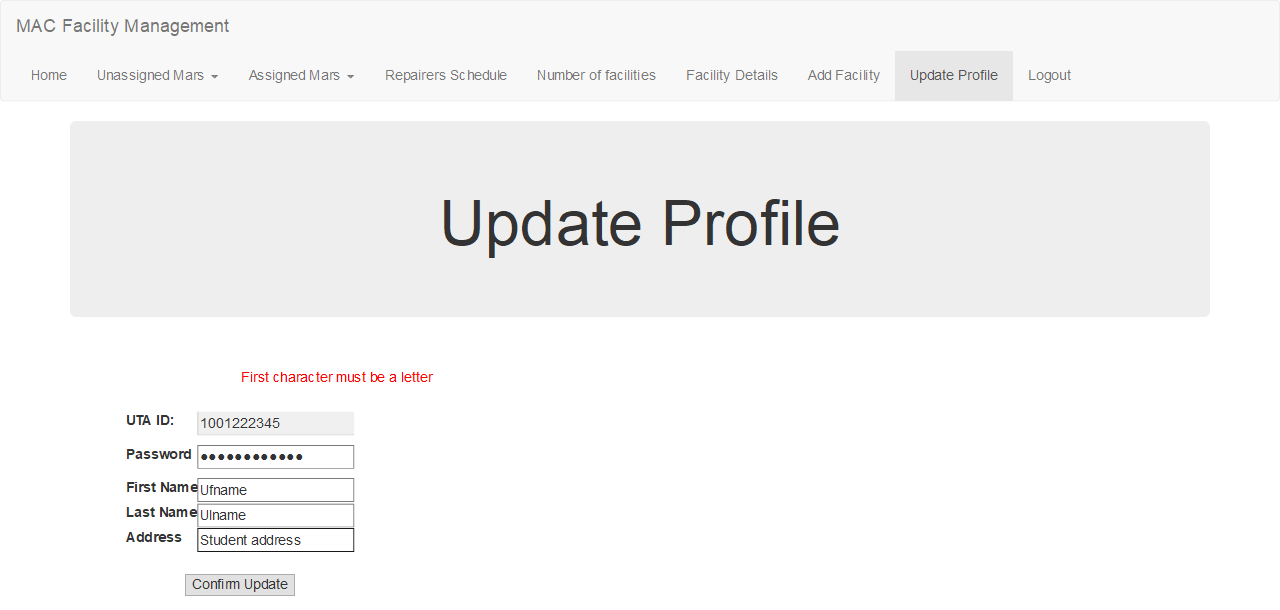 MAC Facility Management
Home Unassigned Mars Assigned Mars Repairers Schedule Number of facilities Facility Details Add Facility Update Profile Logout
Update Profile
First character must be a letter
UTA ID: 1001222345
Password ●●●●●●●●●●●●
First Name Ufname
Last Name Ulname
Address Student address
Confirm Update